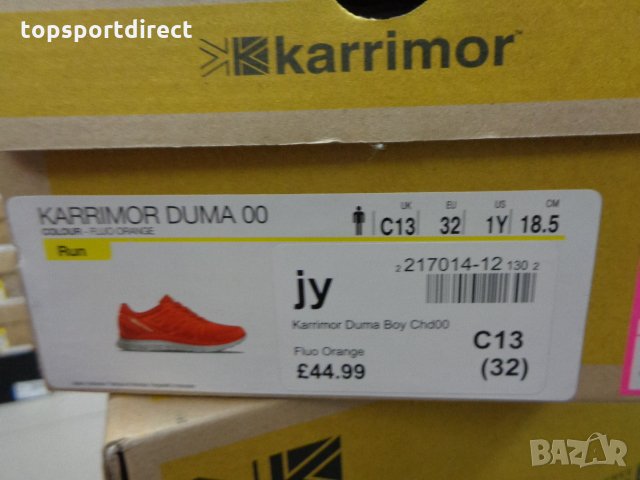 topsportdirect
karrimor™
KARRIMOR DUMA 00
COLOUR - FLUO ORANGE
Run
UK EU US CM
C13 32 1Y 18.5
2 217014-12 130 2
jy
Karrimor Duma Boy Chd00
Fluo Orange
£44.99
C13
(32)
BAZAR